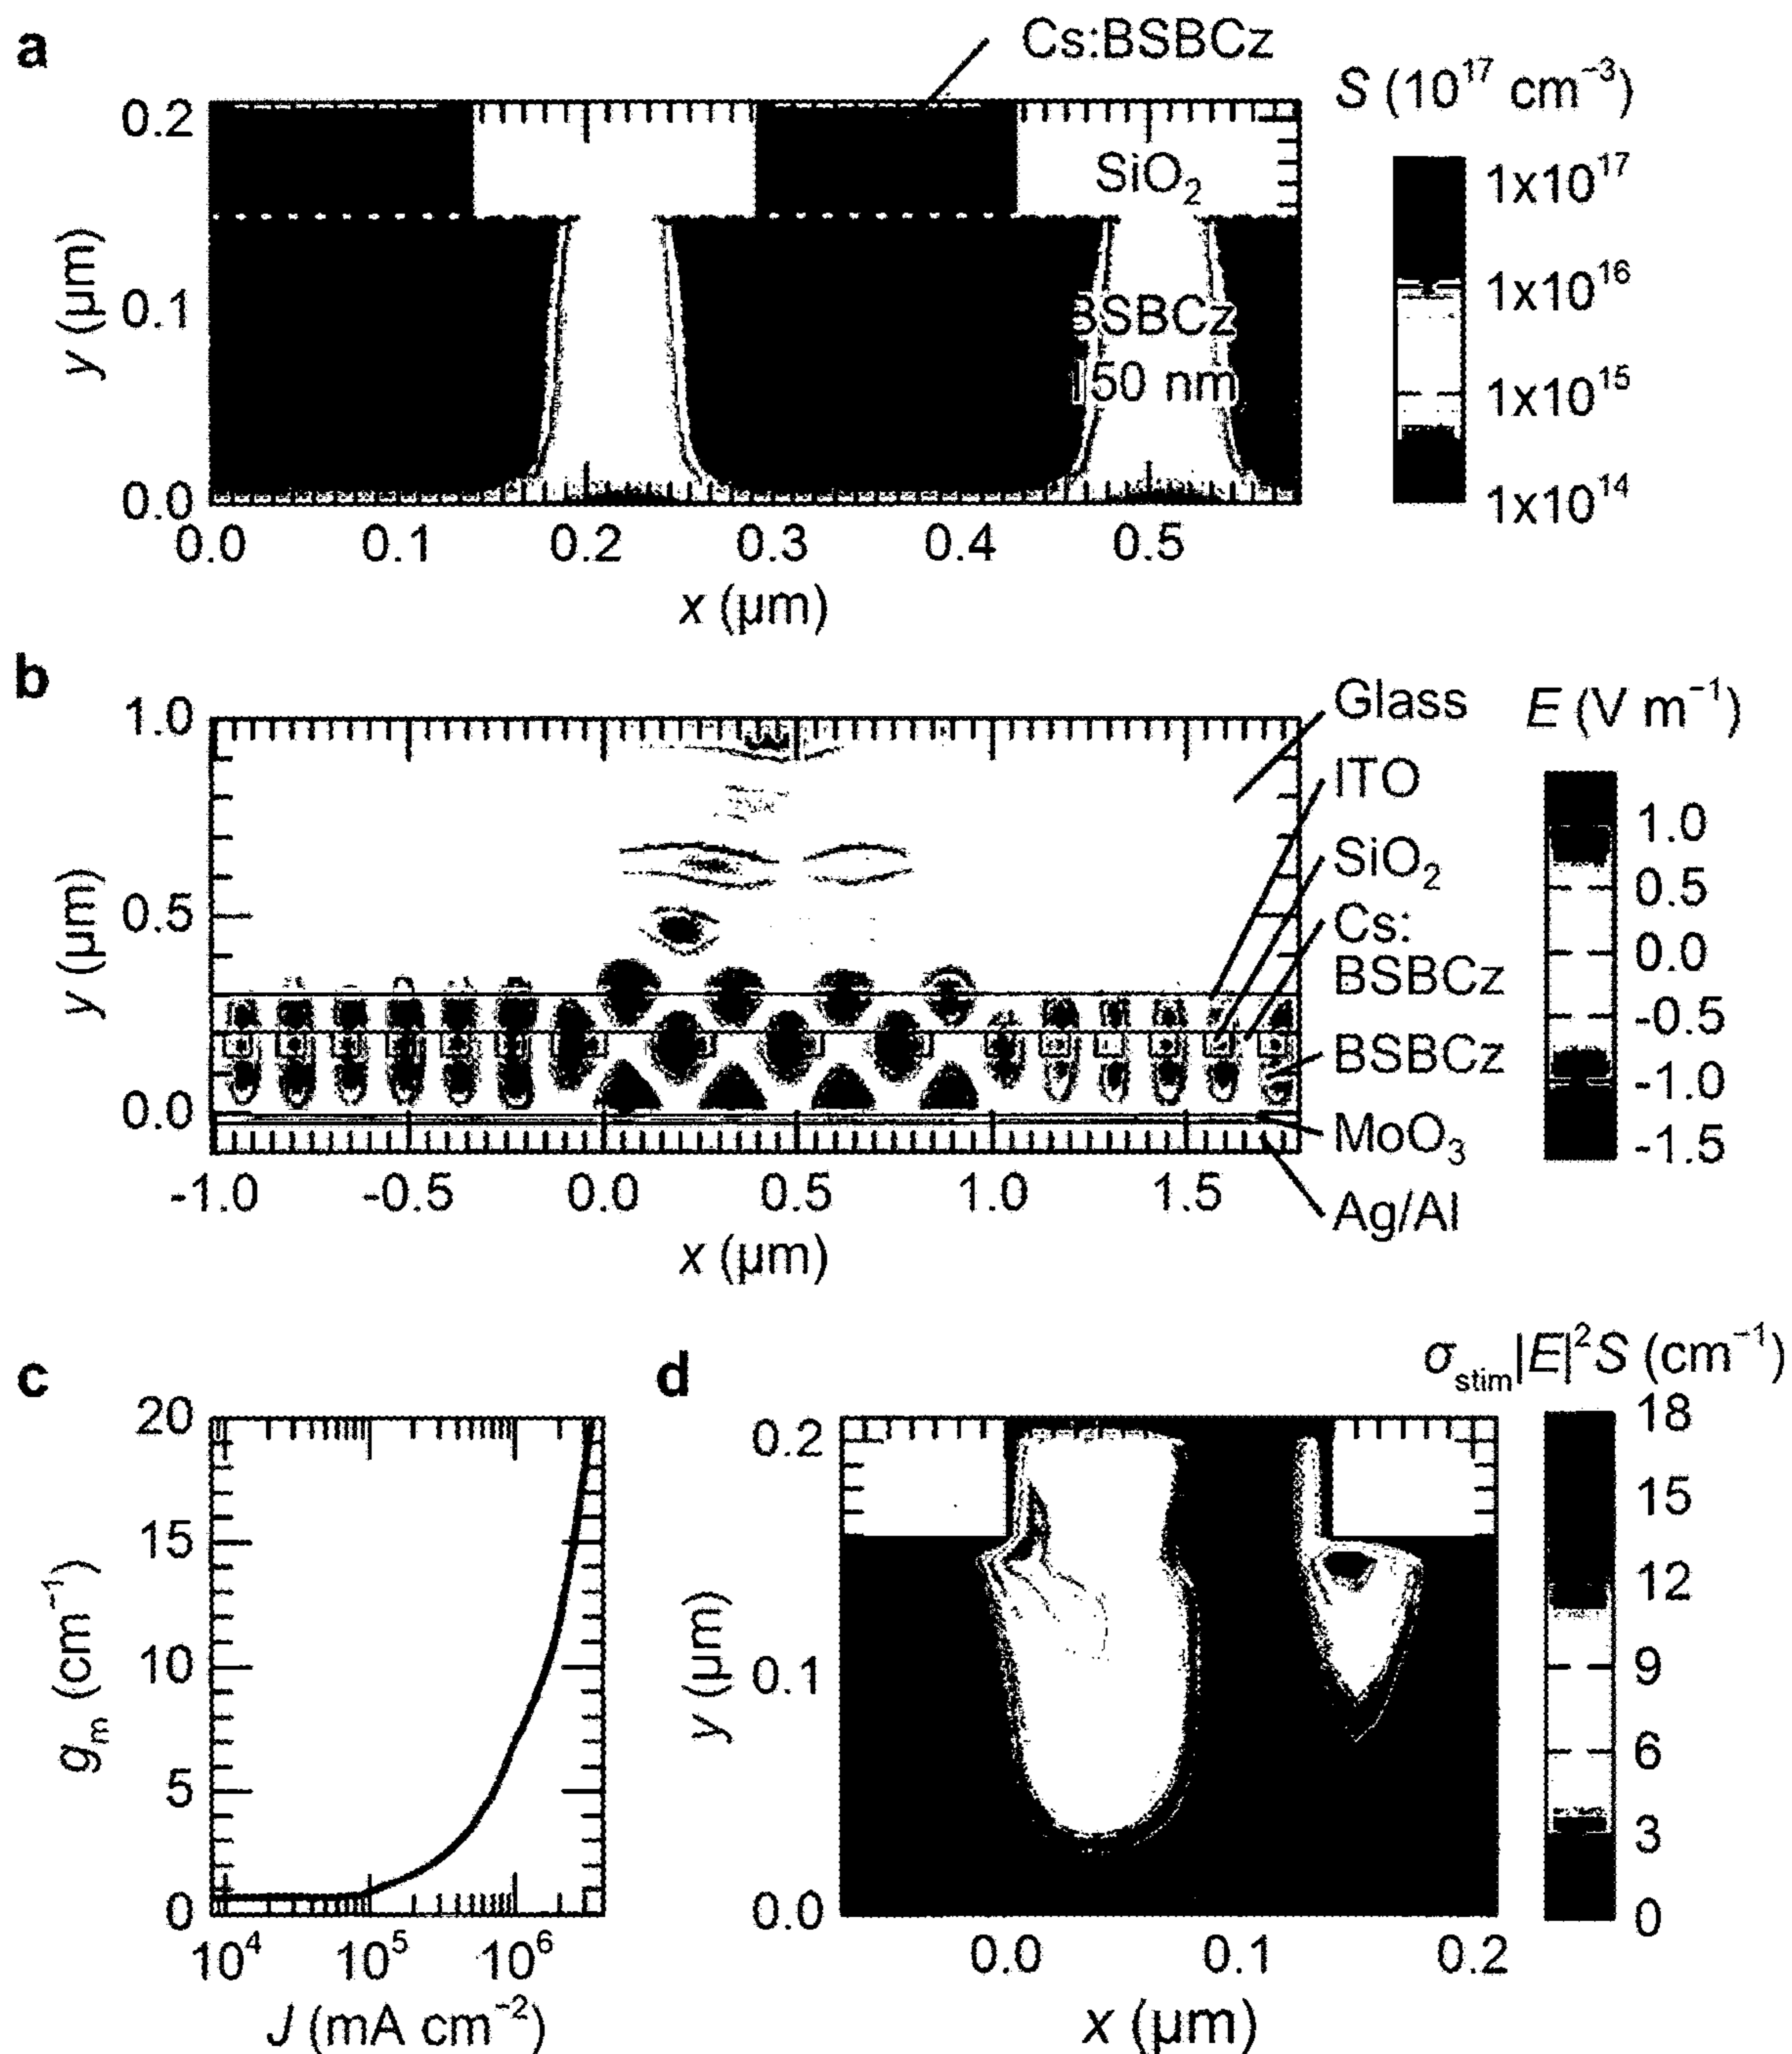 a
Cs:BSBCz
S (10¹⁷ cm⁻³)
0.2
0.1
0.0
y (µm)
SiO₂
BSBCz
150 nm
1x10¹⁷
1x10¹⁶
1x10¹⁵
1x10¹⁴
0.0 0.1 0.2 0.3 0.4 0.5
x (µm)
b
1.0
0.5
0.0
y (µm)
Glass
ITO
SiO₂
Cs:
BSBCz
BSBCz
MoO₃
Ag/Al
E (V m⁻¹)
1.0
0.5
0.0
-0.5
-1.0
-1.5
-1.0 -0.5 0.0 0.5 1.0 1.5
x (µm)
c
20
15
10
5
0
gₘ (cm⁻¹)
10⁴ 10⁵ 10⁶
J (mA cm⁻²)
d
σstim|E|²S (cm⁻¹)
0.2
0.1
0.0
y (µm)
18
15
12
9
6
3
0
0.0 0.1 0.2
x (µm)